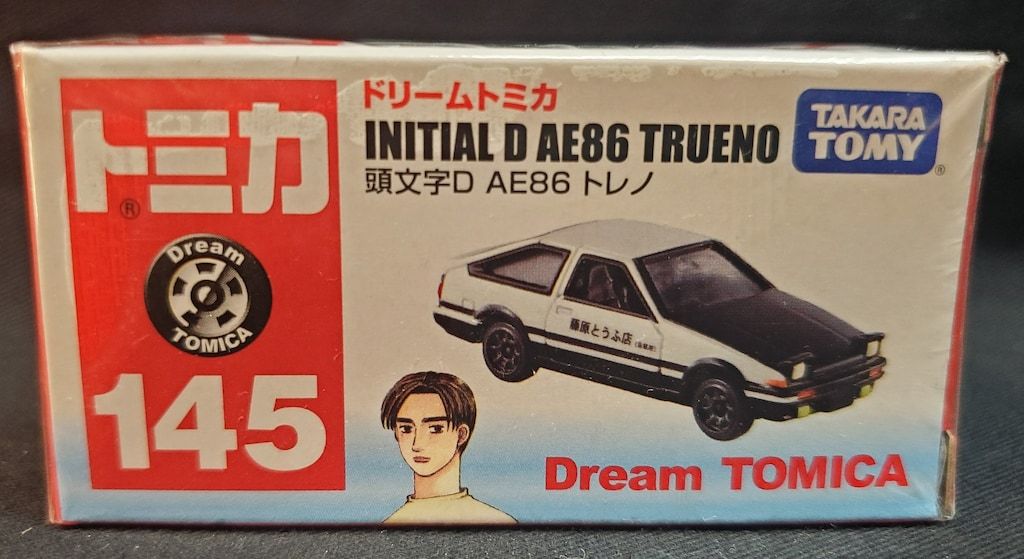 トミカ
®
Dream
TOMICA
145
ドリームトミカ
INITIAL D AE86 TRUENO
頭文字D AE86 トレノ
TAKARA
TOMY
®
藤原とうふ店
Dream TOMICA